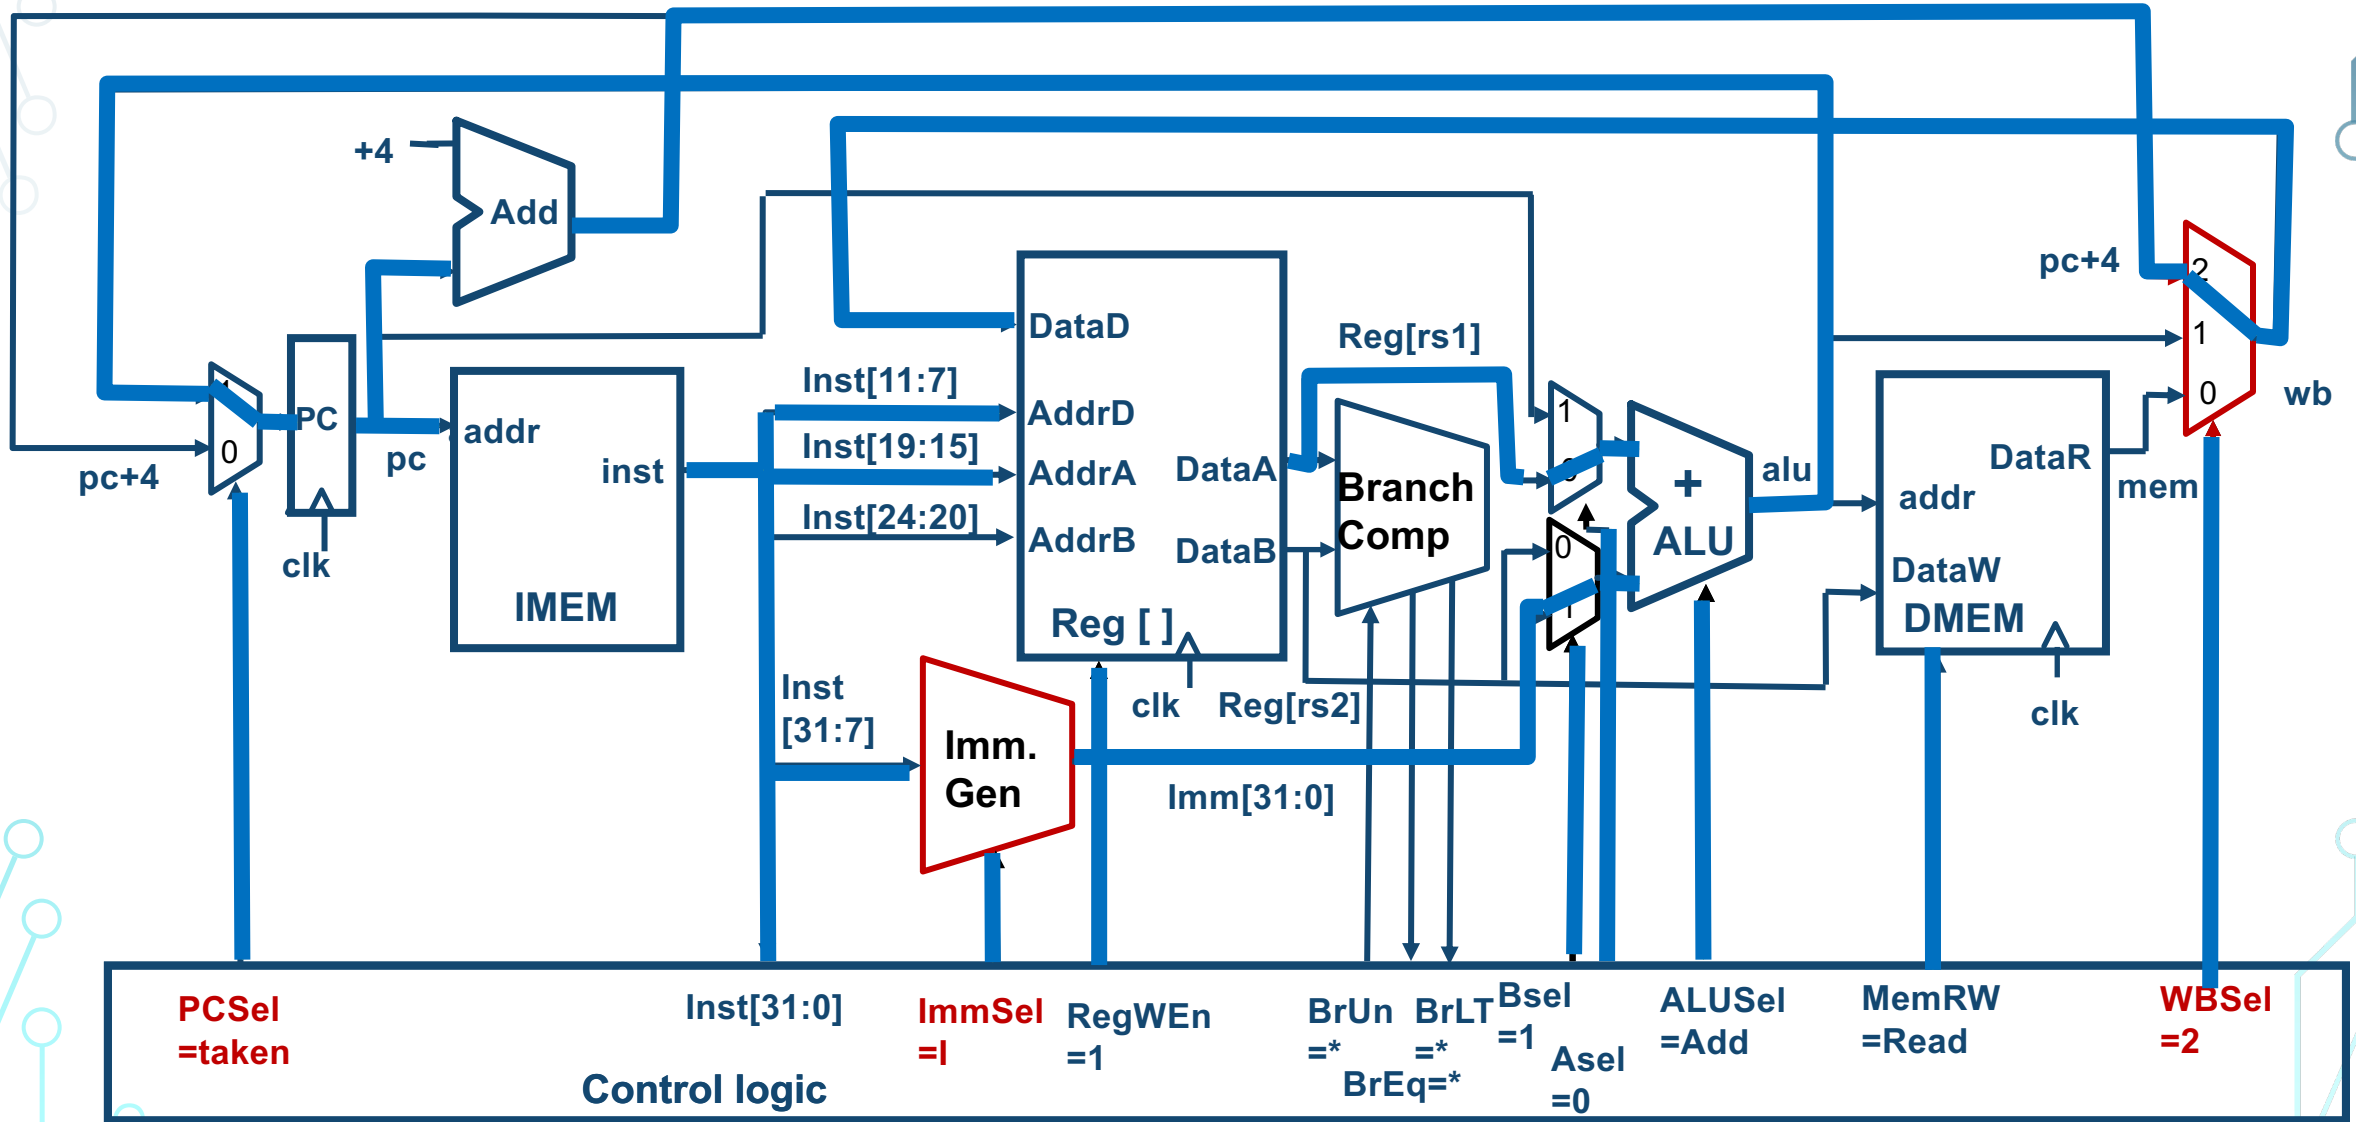 +4
Add
pc+4
2
1
0
wb
DataD
Reg[rs1]
Inst[11:7]
AddrD
Inst[19:15]
AddrA
Inst[24:20]
AddrB
DataA
DataB
Reg [ ]
clk
1
0
pc+4
PC
clk
pc
addr
inst
IMEM
Branch
Comp
1
0
1
+
ALU
alu
addr
DataW
DataR
DMEM
mem
clk
Inst
[31:7]
Imm.
Gen
Reg[rs2]
Imm[31:0]
PCSel
=taken
Inst[31:0]
ImmSel
=I
RegWEn
=1
BrUn
=*
BrLT
=*
BrEq=*
Bsel
=1
Asel
=0
ALUSel
=Add
MemRW
=Read
WBSel
=2
Control logic